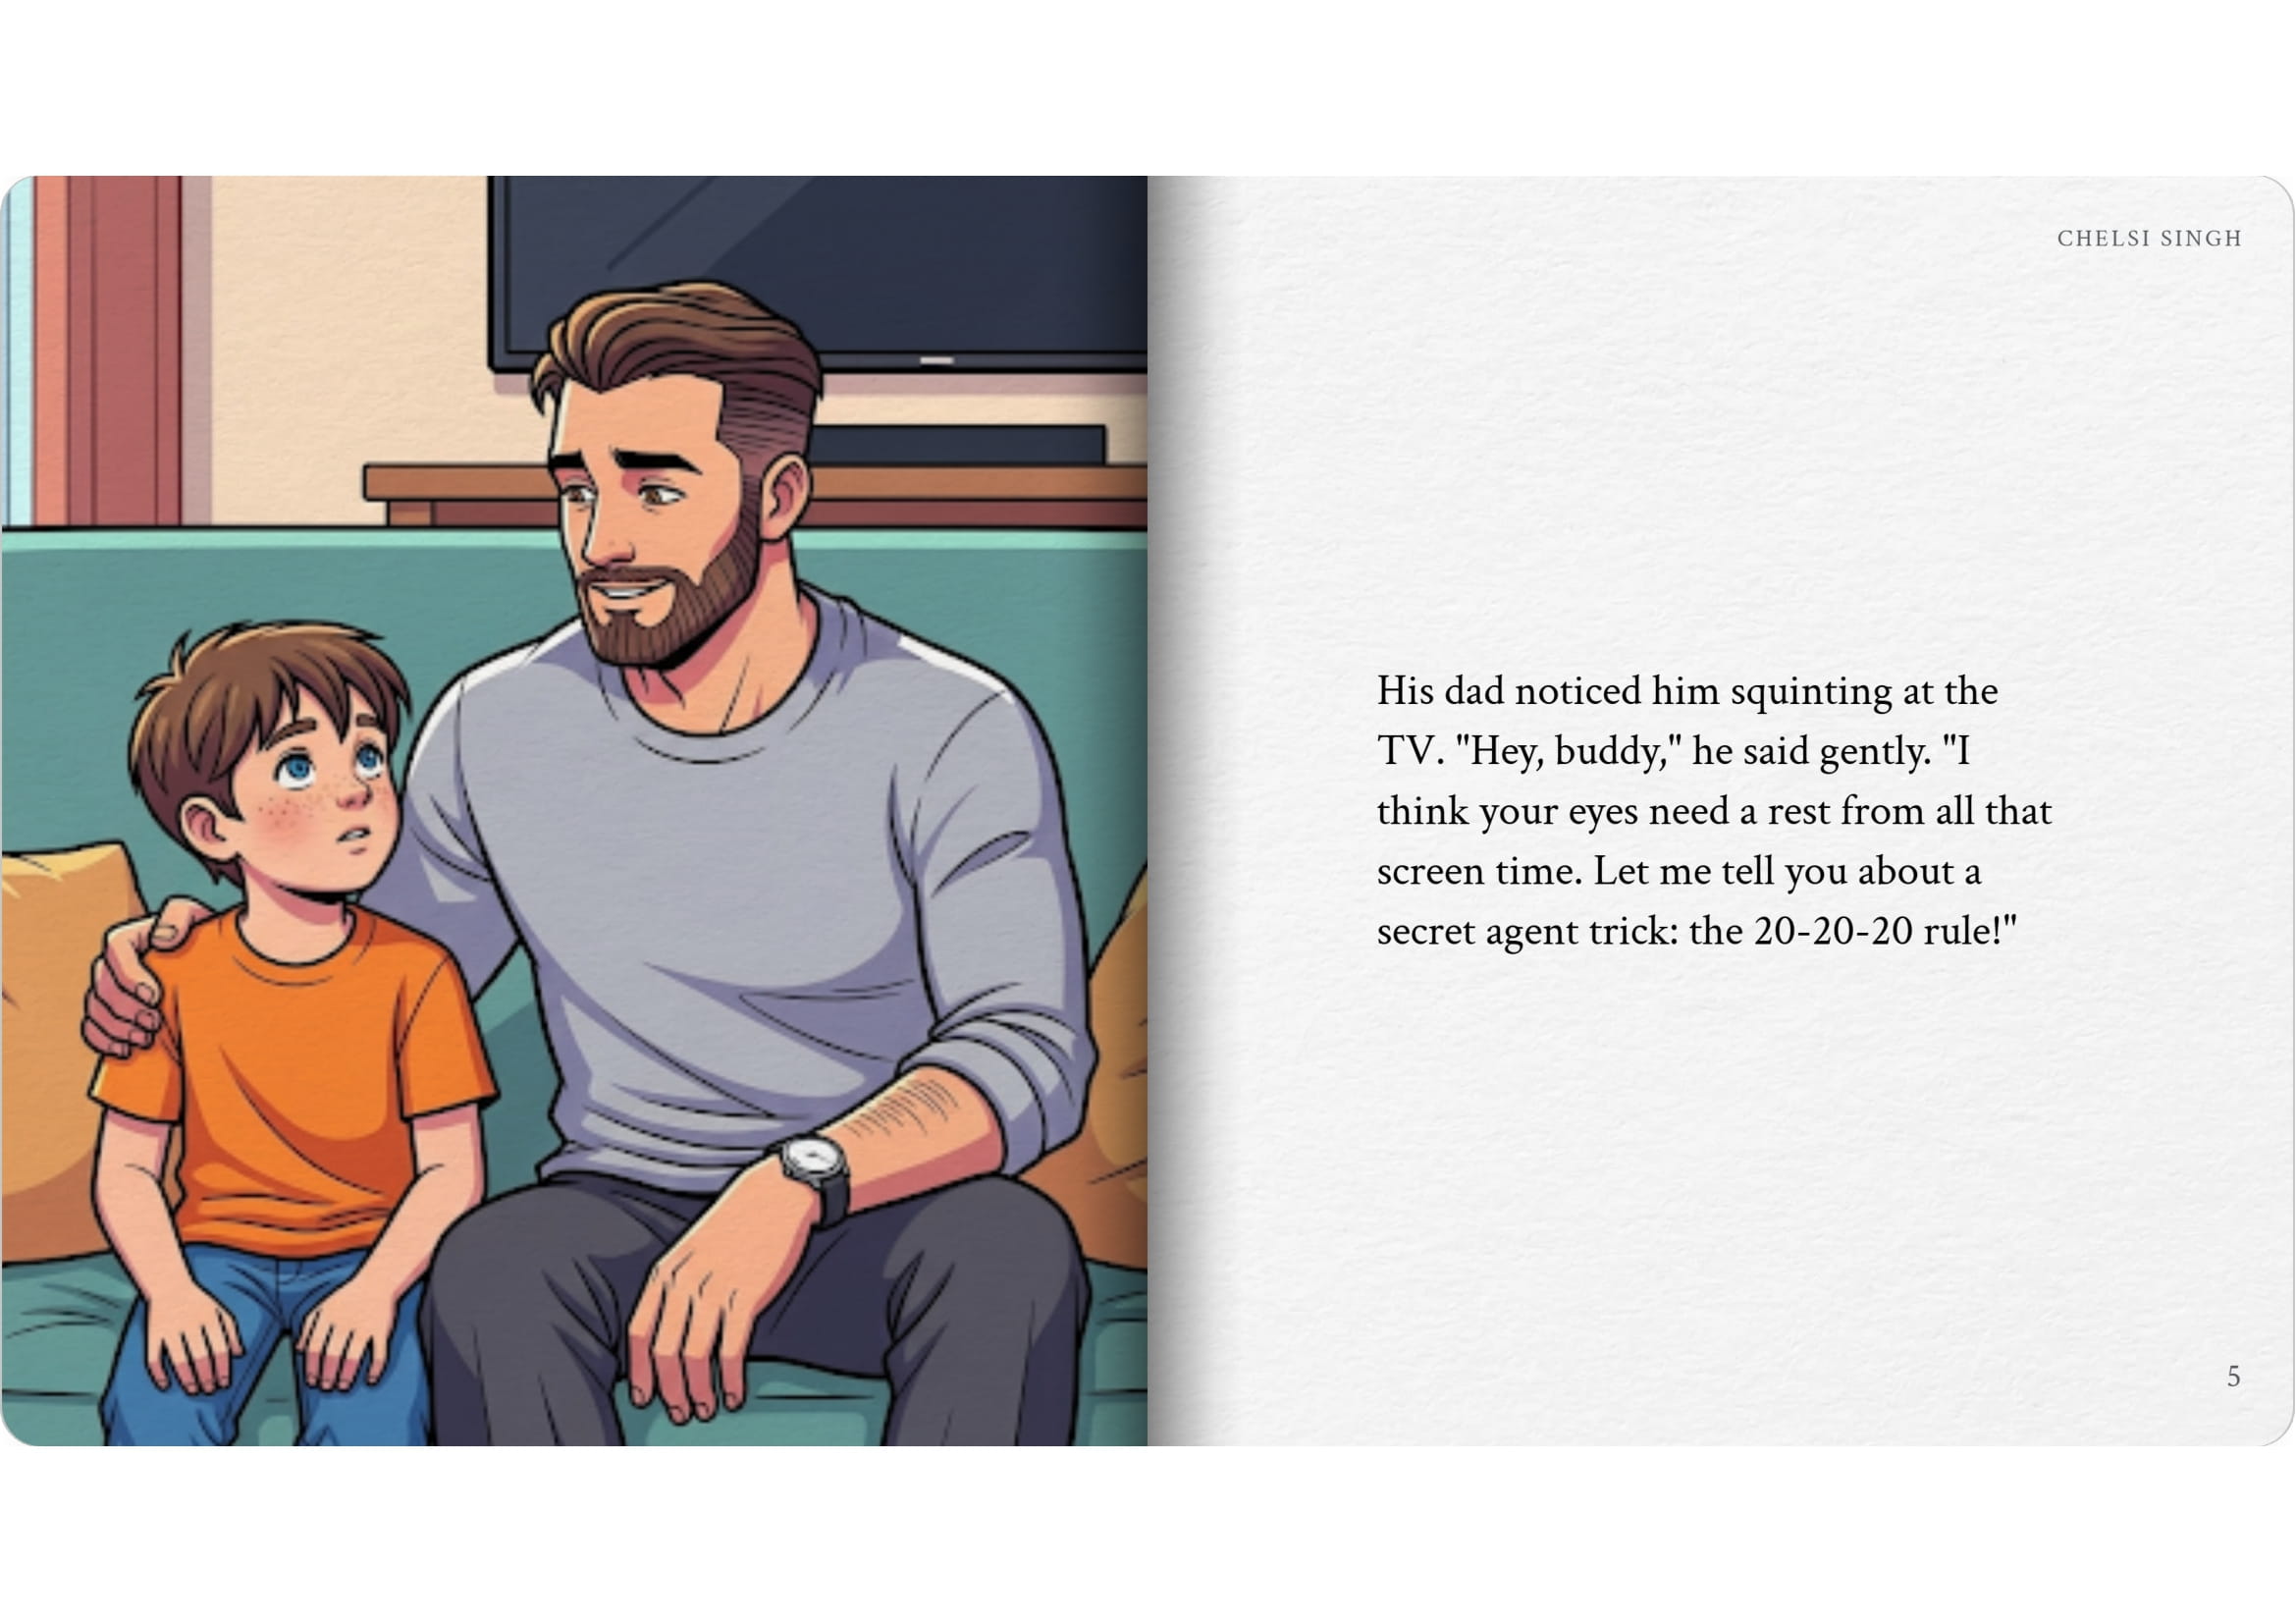 CHELSI SINGH
His dad noticed him squinting at the
TV. "Hey, buddy," he said gently. "I
think your eyes need a rest from all that
screen time. Let me tell you about a
secret agent trick: the 20-20-20 rule!"
5